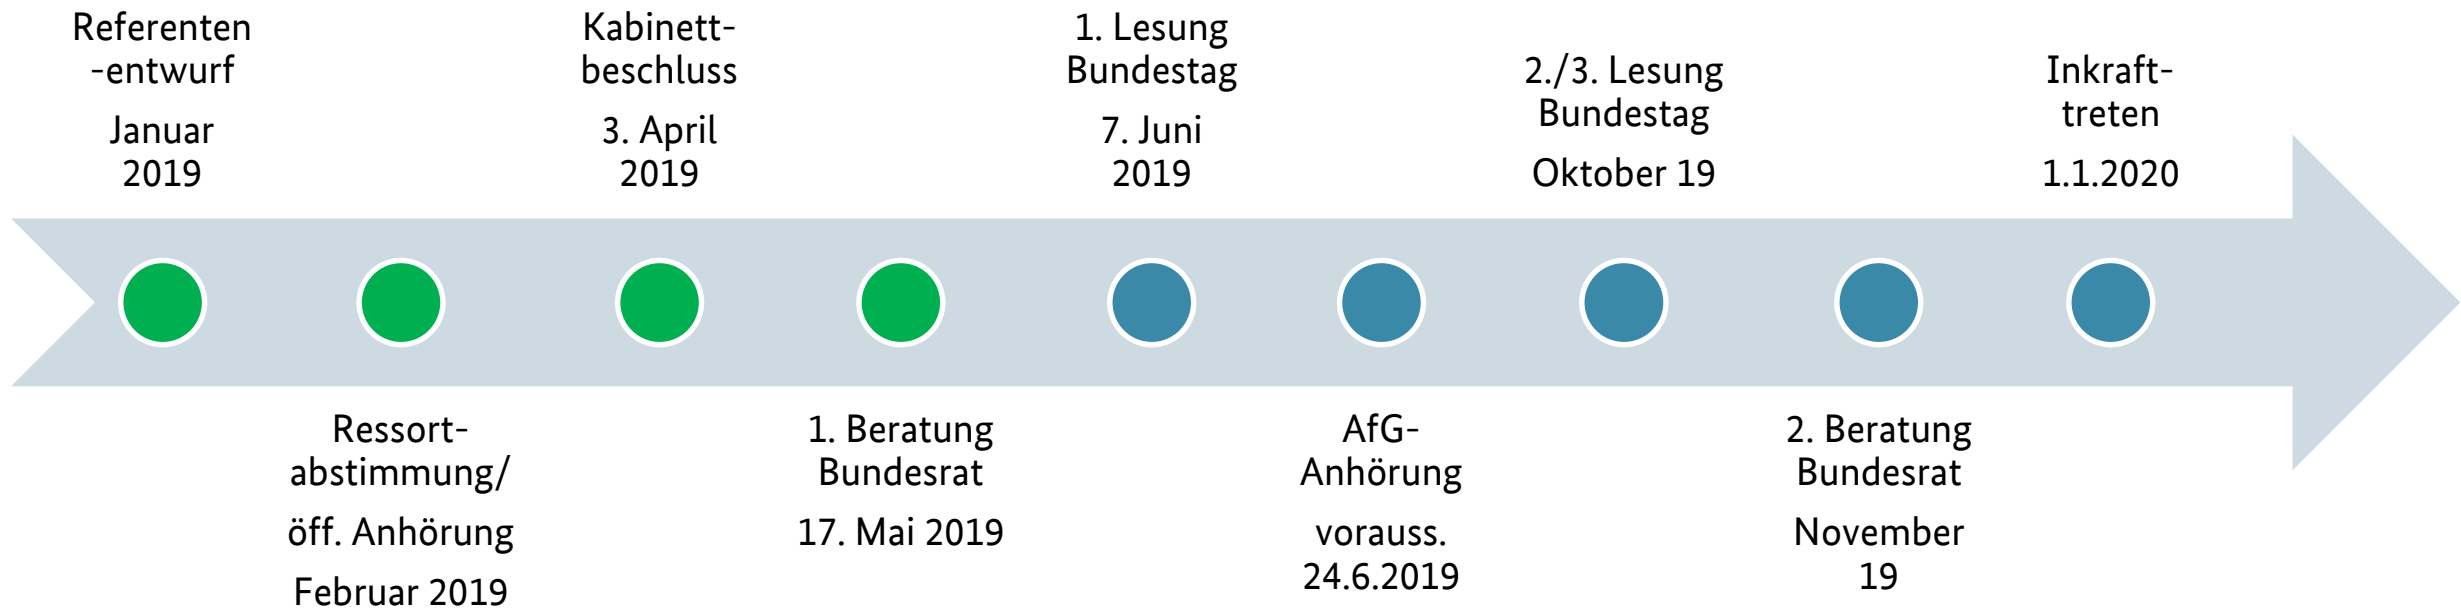 Referenten
-entwurf
Januar
2019
Kabinett-
beschluss
3. April
2019
1. Lesung
Bundestag
7. Juni
2019
2./3. Lesung
Bundestag
Oktober 19
Inkraft-
treten
1.1.2020
Ressort-
abstimmung/
öff. Anhörung
Februar 2019
1. Beratung
Bundesrat
17. Mai 2019
AfG-
Anhörung
vorauss.
24.6.2019
2. Beratung
Bundesrat
November
19